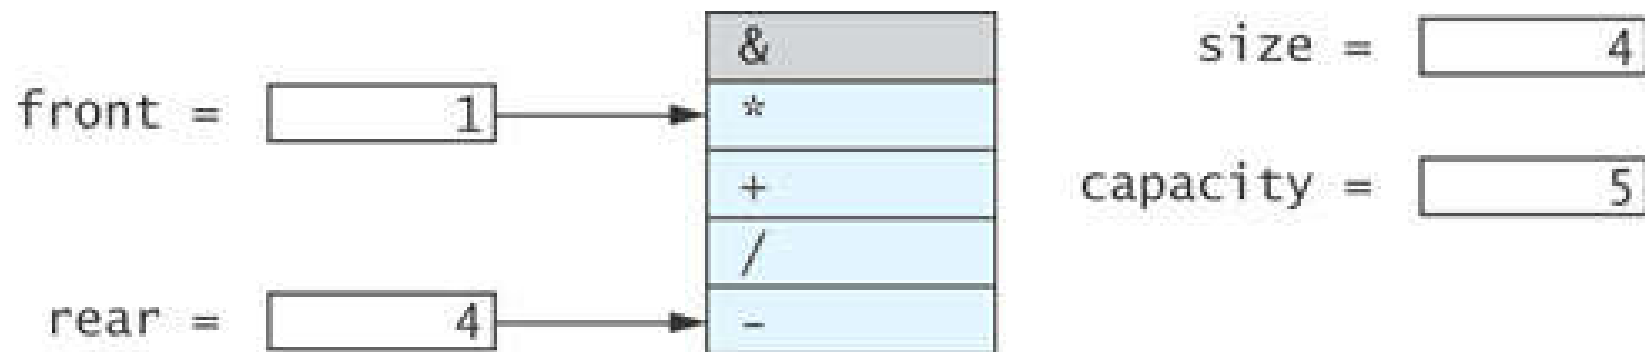 &
size = 4
front = 1
*
+
capacity = 5
/
rear = 4
-